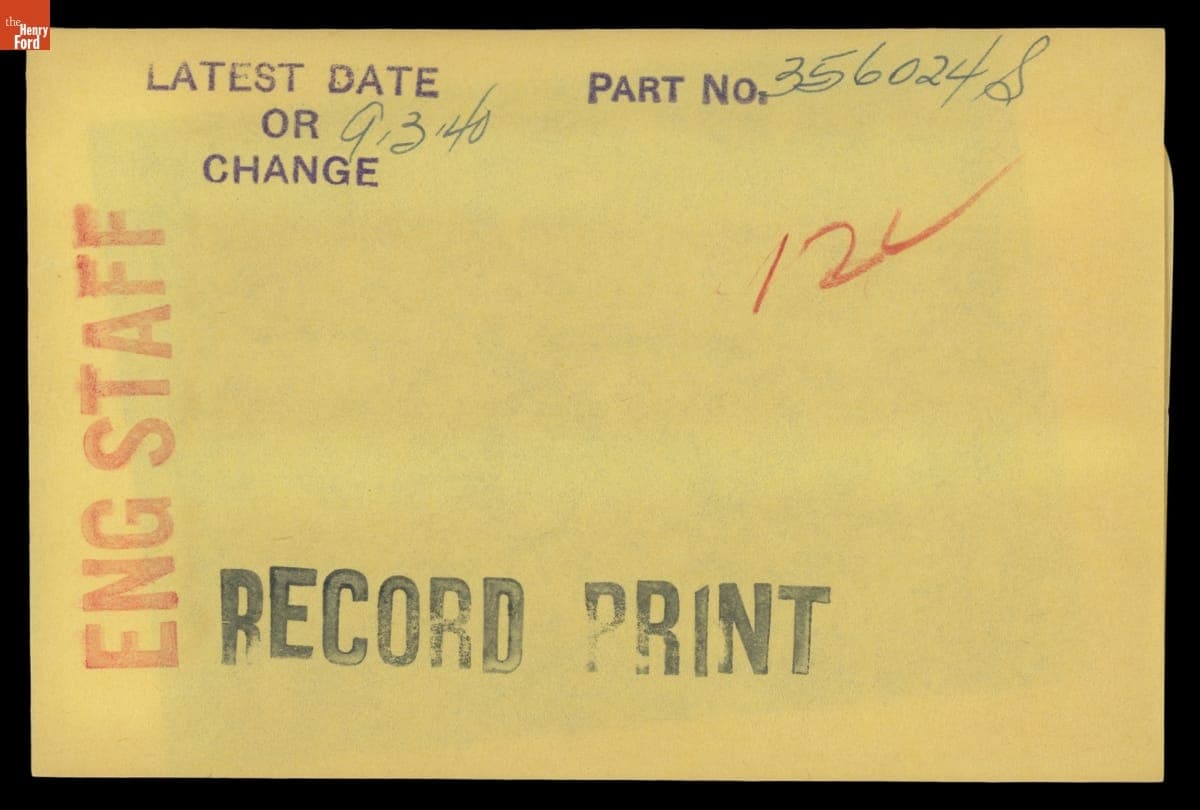 the
Henry
Ford
LATEST DATE
OR 9.3.40
CHANGE
PART NO. 356024 S
12 ✓
ENG STAFF
RECORD PRINT